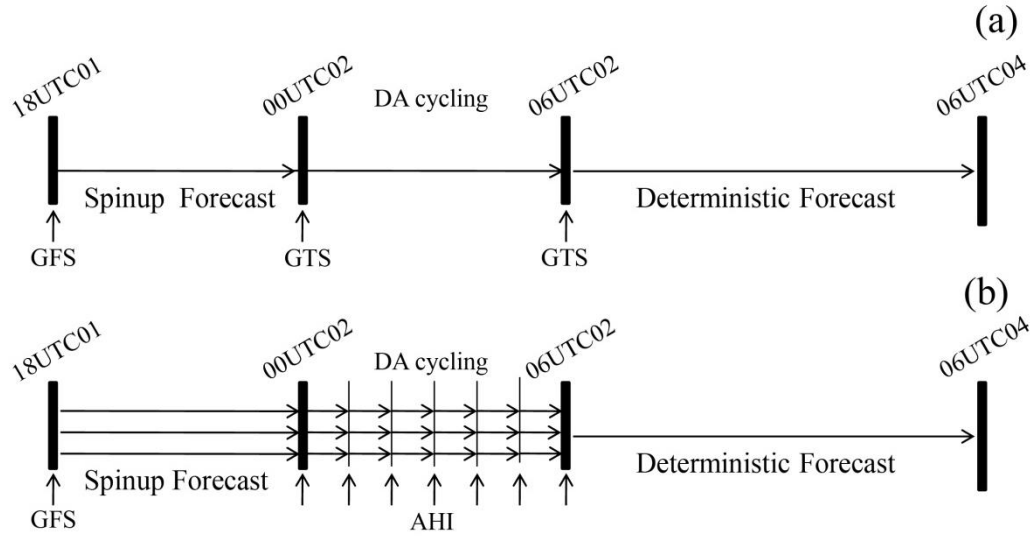 (a)
18UTC01
00UTC02
DA cycling
06UTC02
06UTC04
Spinup Forecast
Deterministic Forecast
GFS
GTS
GTS
(b)
18UTC01
00UTC02
DA cycling
06UTC02
06UTC04
Spinup Forecast
Deterministic Forecast
GFS
AHI